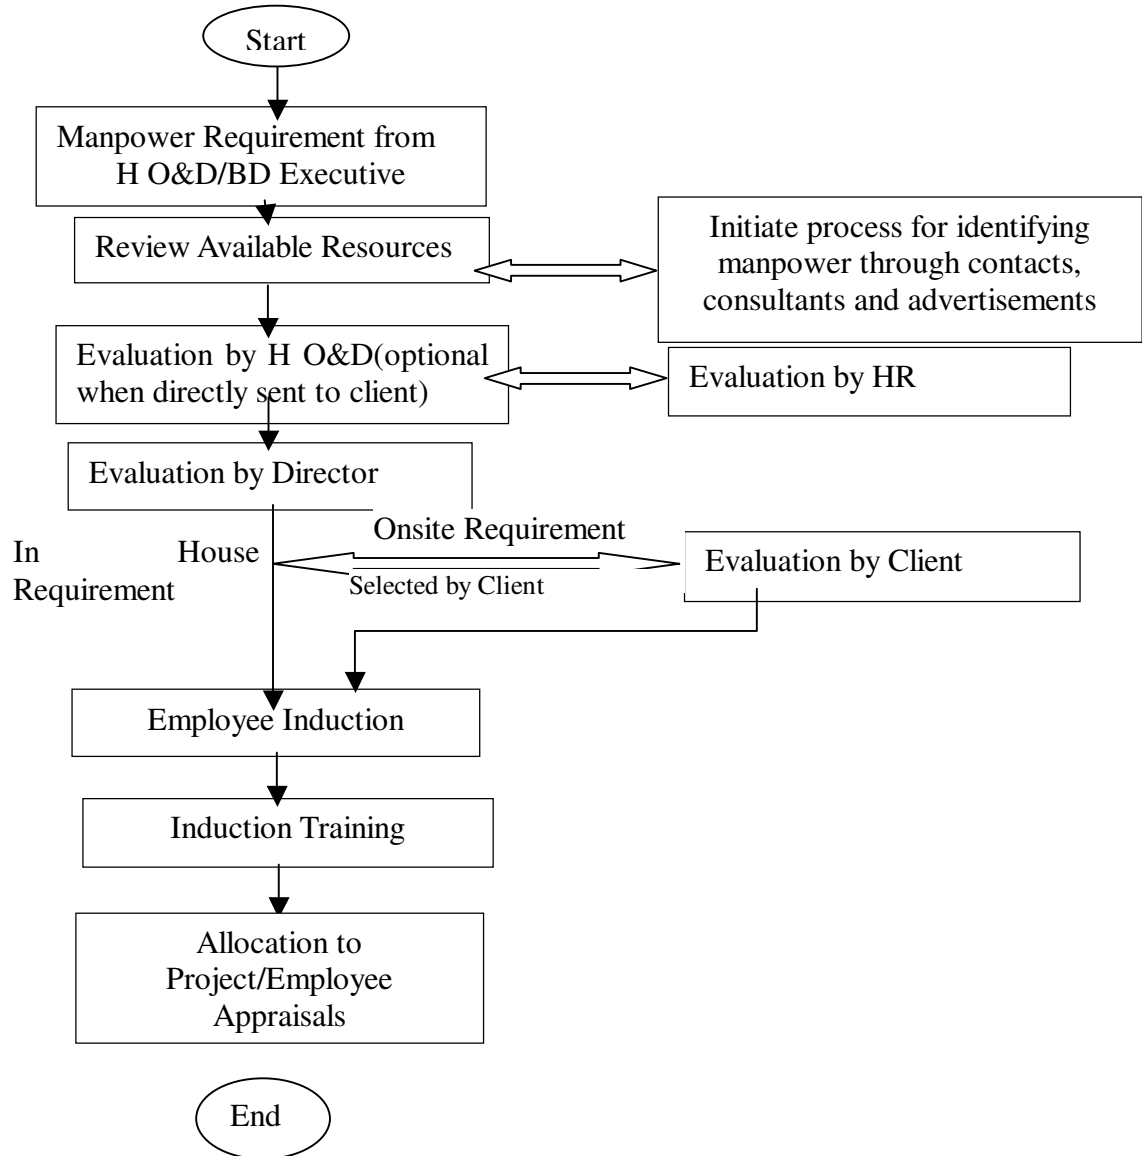 Start
Manpower Requirement from
H O&D/BD Executive
Review Available Resources
Initiate process for identifying
manpower through contacts,
consultants and advertisements
Evaluation by H O&D(optional
when directly sent to client)
Evaluation by HR
Evaluation by Director
Onsite Requirement
In House
Requirement
Selected by Client
Evaluation by Client
Employee Induction
Induction Training
Allocation to
Project/Employee
Appraisals
End